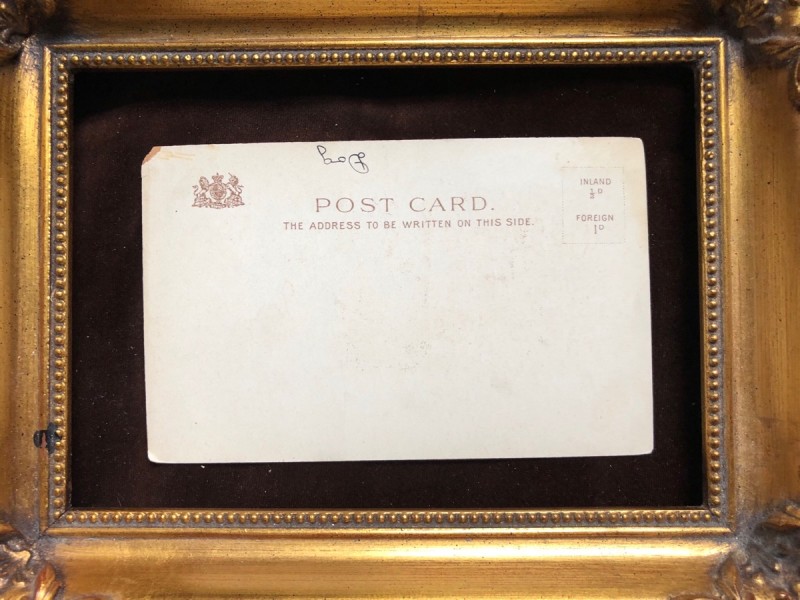 POST CARD.
THE ADDRESS TO BE WRITTEN ON THIS SIDE.
INLAND
½ᴰ
FOREIGN
1ᴰ